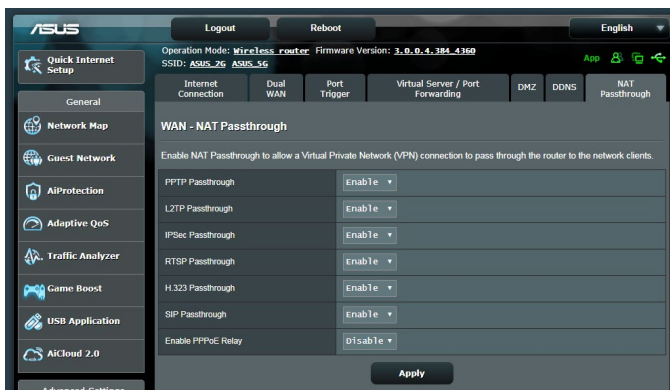 ASUS
Logout
Reboot
English
Quick Internet
Setup
Operation Mode: Wireless router Firmware Version: 3.0.0.4.384_4360
SSID: ASUS_2G ASUS_5G
App
General
Network Map
Guest Network
AiProtection
Adaptive QoS
Traffic Analyzer
Game Boost
USB Application
AiCloud 2.0
Advanced Settings
Internet
Connection
Dual
WAN
Port
Trigger
Virtual Server / Port
Forwarding
DMZ
DDNS
NAT
Passthrough
WAN - NAT Passthrough
Enable NAT Passthrough to allow a Virtual Private Network (VPN) connection to pass through the router to the network clients.
PPTP Passthrough Enable
L2TP Passthrough Enable
IPSec Passthrough Enable
RTSP Passthrough Enable
H.323 Passthrough Enable
SIP Passthrough Enable
Enable PPPoE Relay Disable
Apply